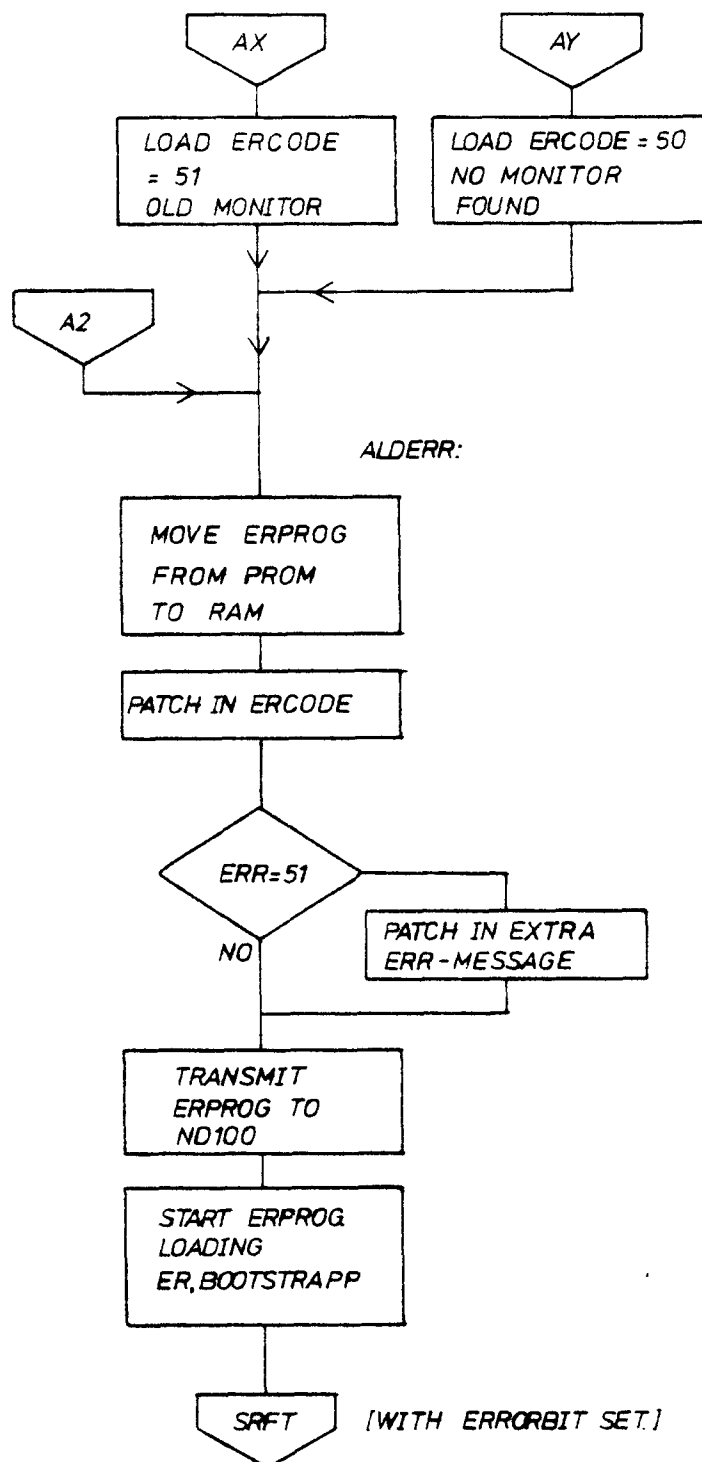 AX
AY
LOAD ERCODE
= 51
OLD MONITOR
LOAD ERCODE = 50
NO MONITOR
FOUND
A2
ALDERR:
MOVE ERPROG
FROM PROM
TO RAM
PATCH IN ERCODE
ERR=51
NO
PATCH IN EXTRA
ERR-MESSAGE
TRANSMIT
ERPROG TO
ND100
START ERPROG
LOADING
ER,BOOTSTRAPP
SRFT
[WITH ERRORBIT SET.]